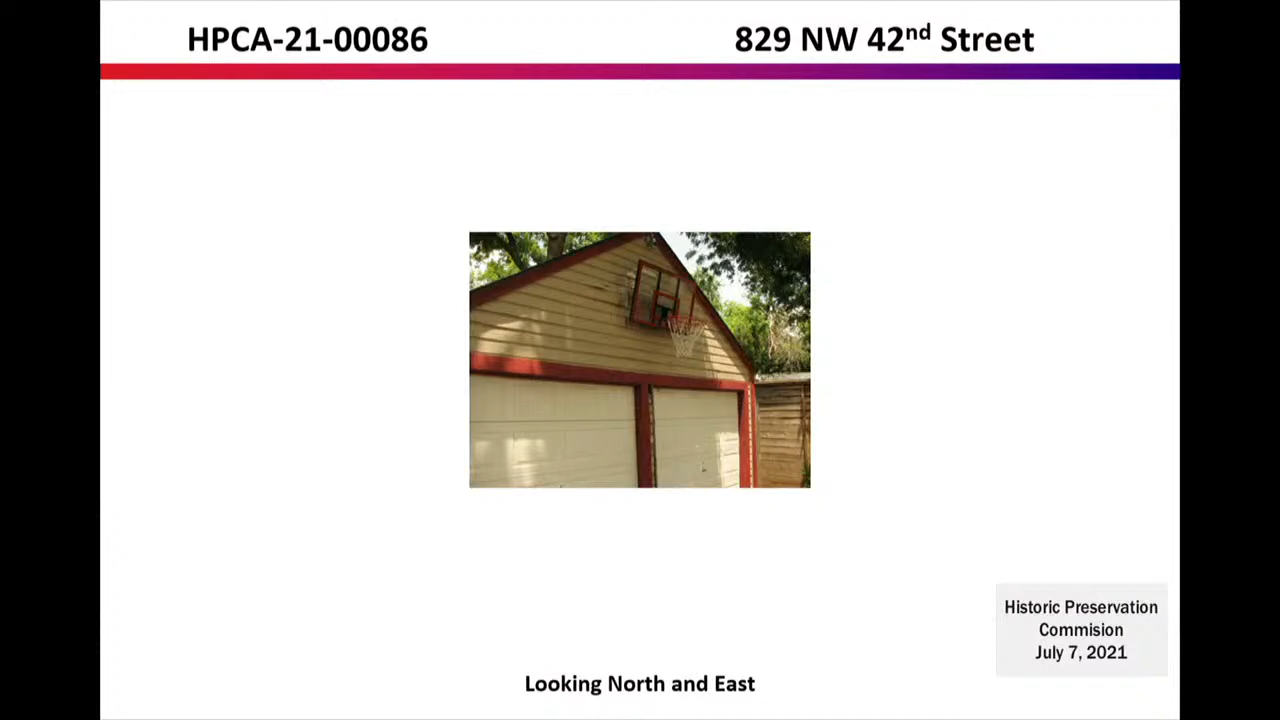 HPCA-21-00086
829 NW 42nd Street
Historic Preservation
Commision
July 7, 2021
Looking North and East